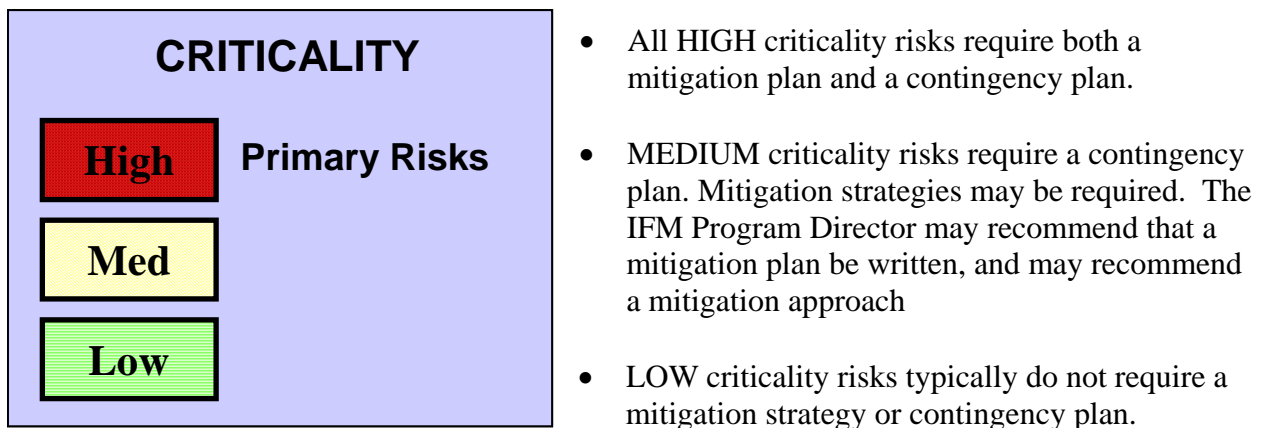 CRITICALITY
High Primary Risks
Med
Low
• All HIGH criticality risks require both a
mitigation plan and a contingency plan.
• MEDIUM criticality risks require a contingency
plan. Mitigation strategies may be required.  The
IFM Program Director may recommend that a
mitigation plan be written, and may recommend
a mitigation approach
• LOW criticality risks typically do not require a
mitigation strategy or contingency plan.